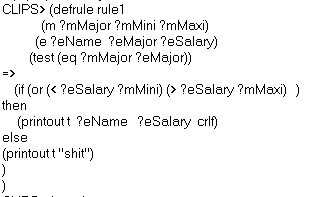 CLIPS> (defrule rule1
(m ?mMajor ?mMini ?mMaxi)
(e ?eName ?eMajor ?eSalary)
(test (eq ?mMajor ?eMajor))
=>
(if (or (< ?eSalary ?mMini) (> ?eSalary ?mMaxi) )
then
(printout t ?eName ?eSalary crlf)
else
(printout t "shit")
)
)